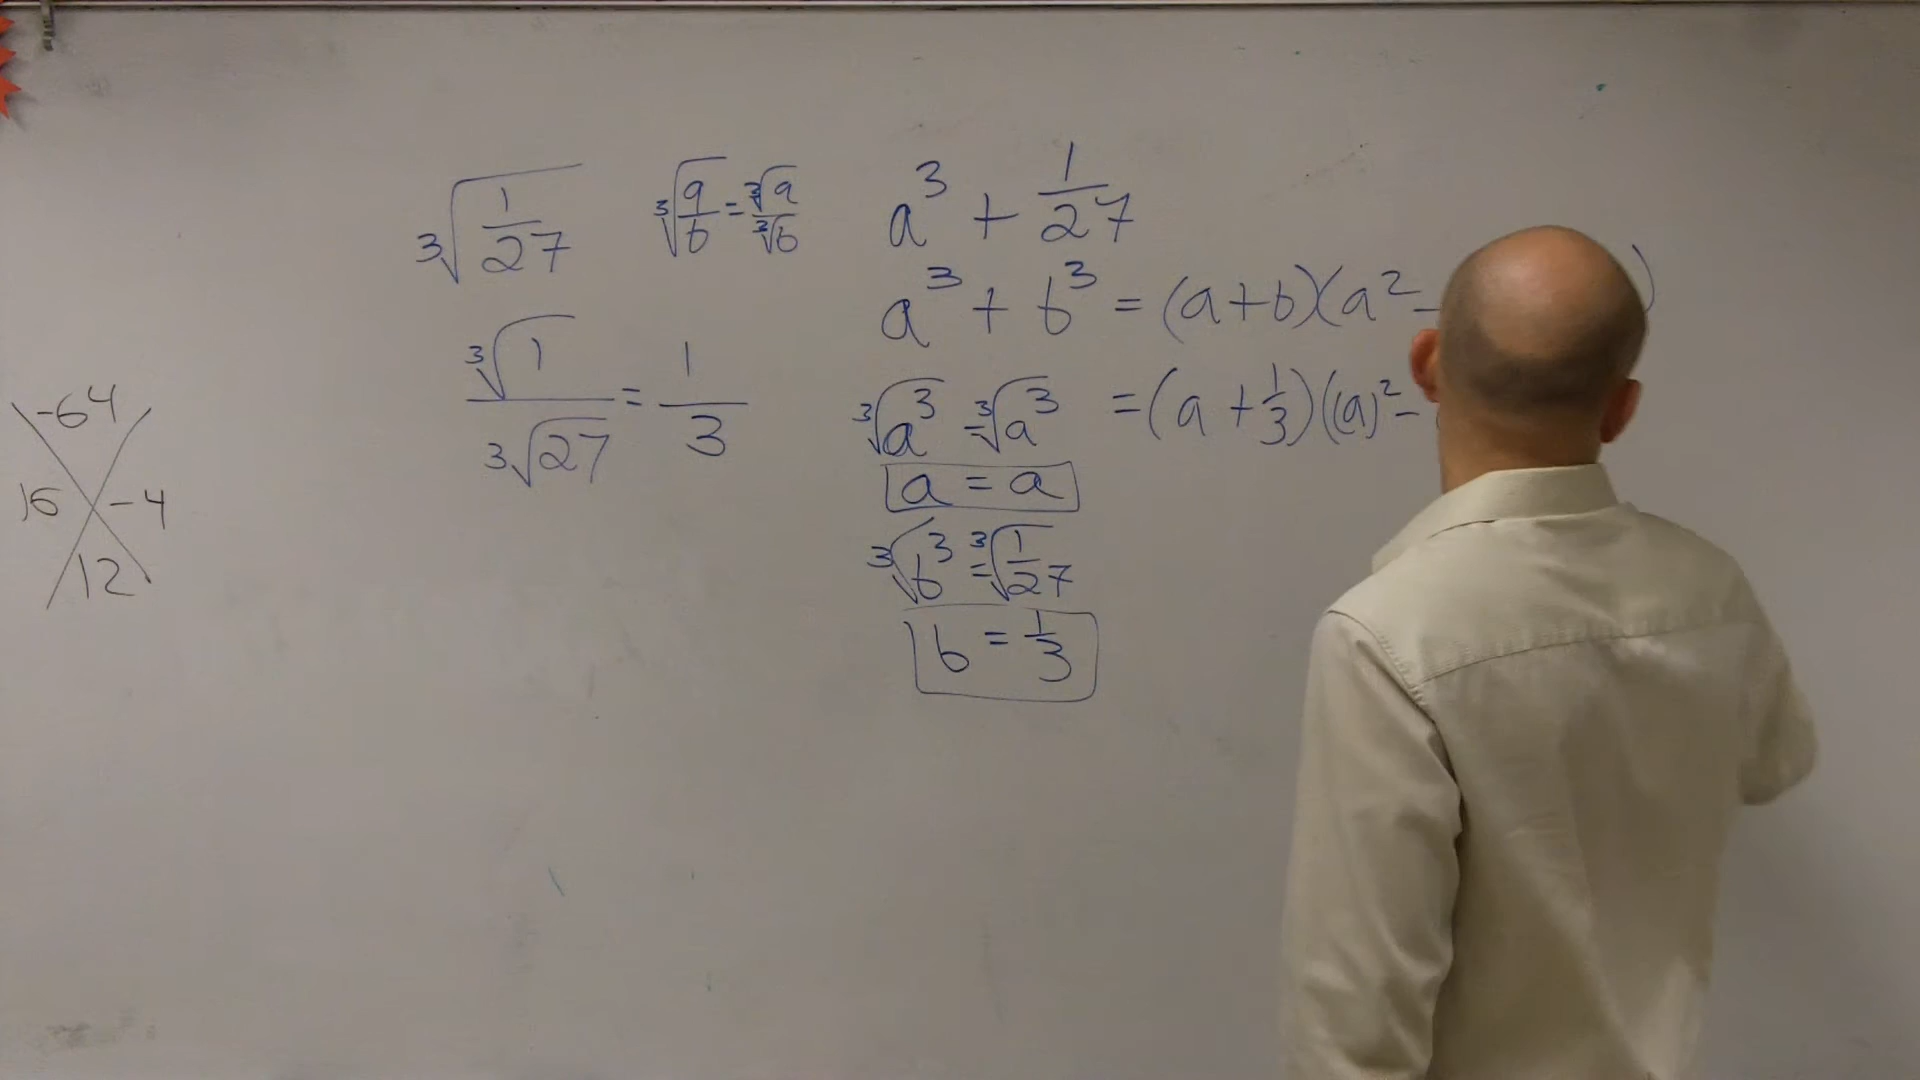 -64
16 -4
12
∛(1/27)
∛(a/b) = ∛a/∛b
∛1/∛27 = 1/3
a³ + 1/27
a³ + b³ = (a+b)(a² - )
∛a³ = ∛a³ = (a + 1/3)((a)² -
a = a
∛b³ = ∛(1/27)
b = 1/3